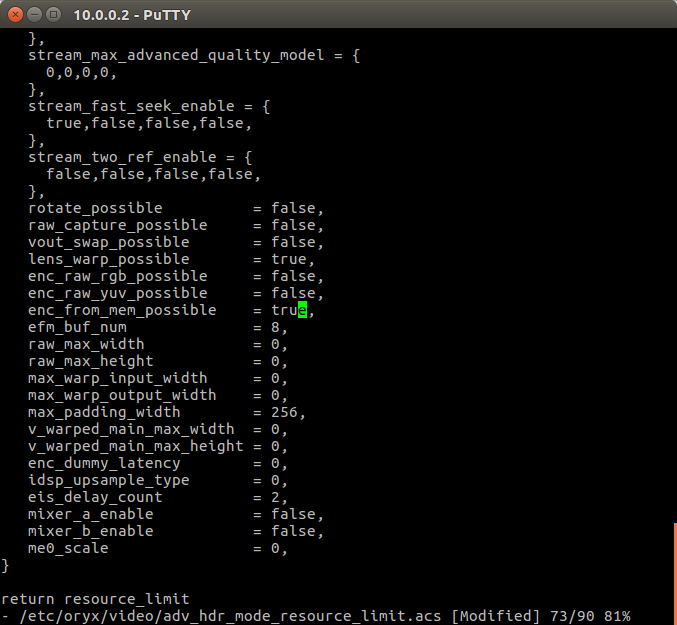 10.0.0.2 - PuTTY
},
stream_max_advanced_quality_model = {
0,0,0,0,
},
stream_fast_seek_enable = {
true,false,false,false,
},
stream_two_ref_enable = {
false,false,false,false,
},
rotate_possible = false,
raw_capture_possible = false,
vout_swap_possible = false,
lens_warp_possible = true,
enc_raw_rgb_possible = false,
enc_raw_yuv_possible = false,
enc_from_mem_possible = true,
efm_buf_num = 8,
raw_max_width = 0,
raw_max_height = 0,
max_warp_input_width = 0,
max_warp_output_width = 0,
max_padding_width = 256,
v_warped_main_max_width = 0,
v_warped_main_max_height = 0,
enc_dummy_latency = 0,
idsp_upsample_type = 0,
eis_delay_count = 2,
mixer_a_enable = false,
mixer_b_enable = false,
me0_scale = 0,
}
return resource_limit
- /etc/oryx/video/adv_hdr_mode_resource_limit.acs [Modified] 73/90 81%